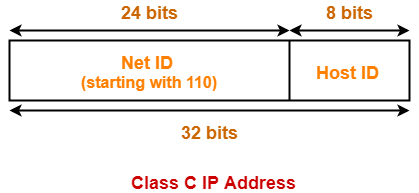 24 bits
8 bits
Net ID
(starting with 110)
Host ID
32 bits
Class C IP Address